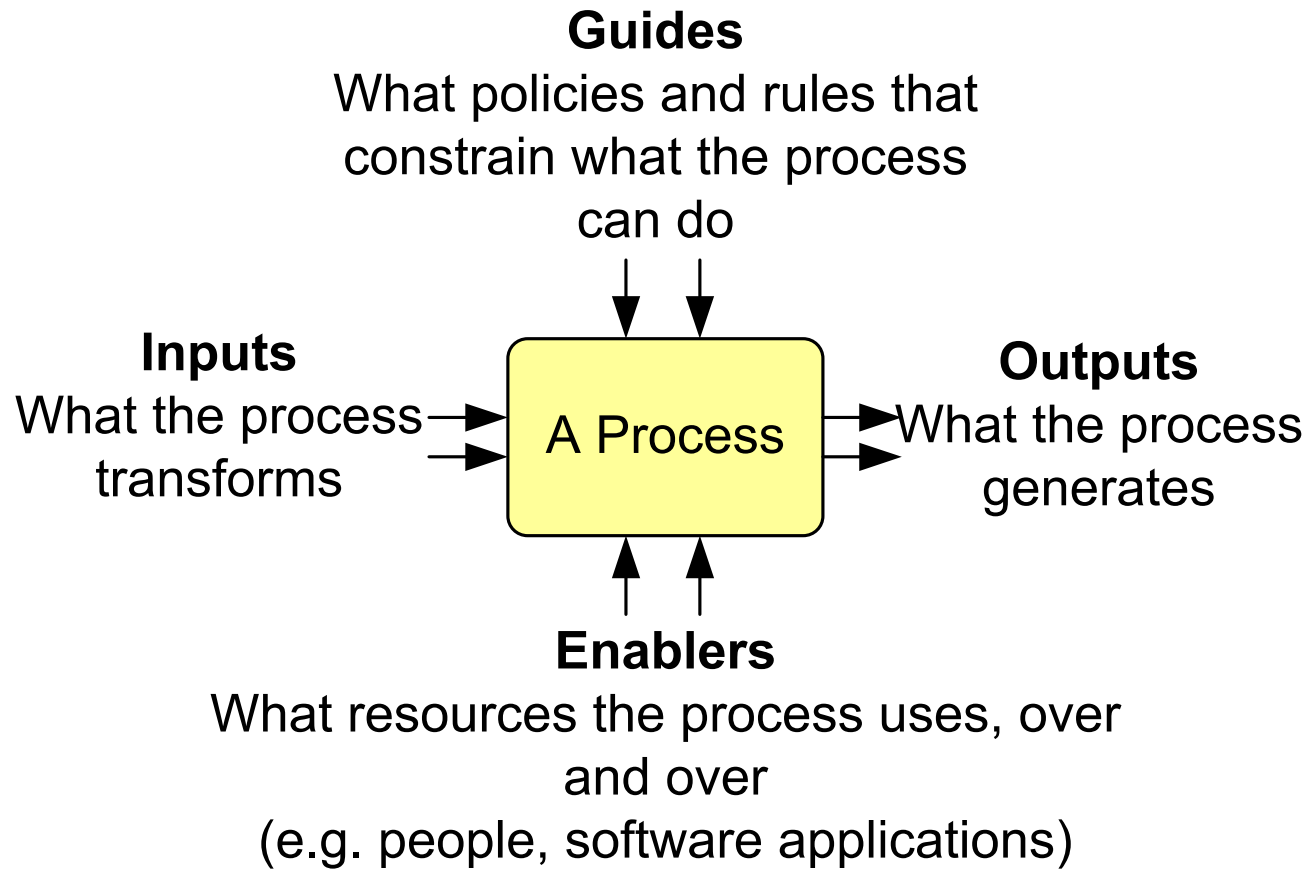 Guides
What policies and rules that
constrain what the process
can do
Inputs
What the process
transforms
A Process
Outputs
What the process
generates
Enablers
What resources the process uses, over
and over
(e.g. people, software applications)